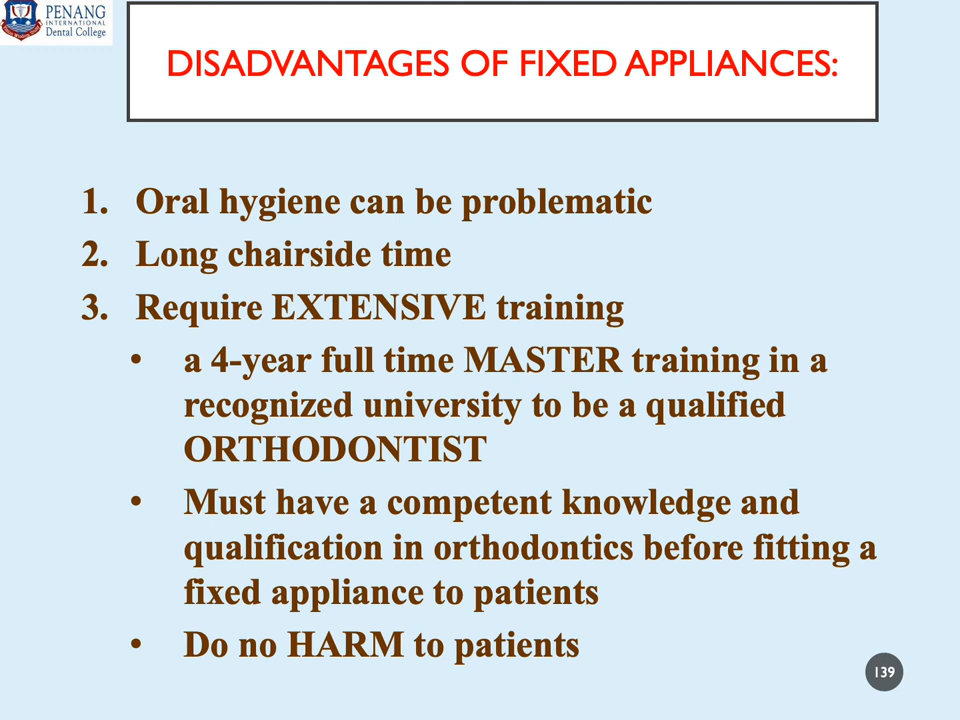 PENANG
INTERNATIONAL
Dental College
DISADVANTAGES OF FIXED APPLIANCES:
1. Oral hygiene can be problematic
2. Long chairside time
3. Require EXTENSIVE training
• a 4-year full time MASTER training in a
recognized university to be a qualified
ORTHODONTIST
• Must have a competent knowledge and
qualification in orthodontics before fitting a
fixed appliance to patients
• Do no HARM to patients
139